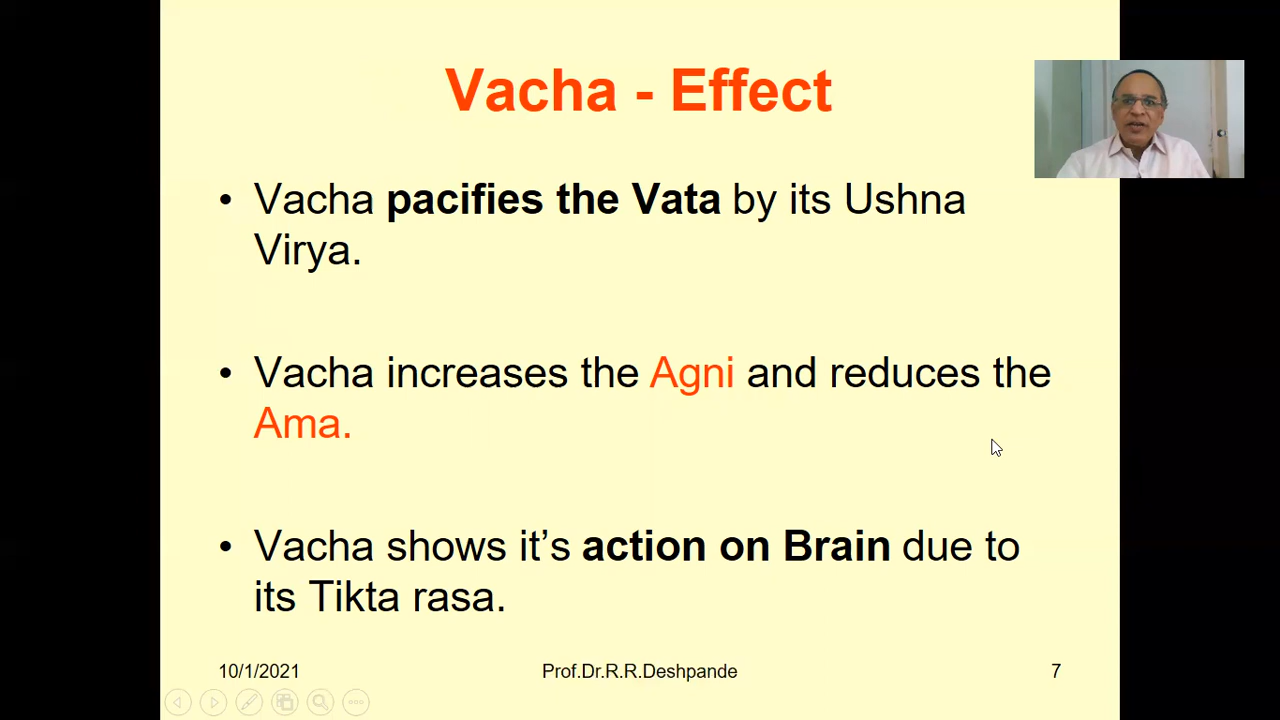 Vacha - Effect
• Vacha pacifies the Vata by its Ushna
Virya.
• Vacha increases the Agni and reduces the
Ama.
• Vacha shows it’s action on Brain due to
its Tikta rasa.
10/1/2021 Prof.Dr.R.R.Deshpande 7